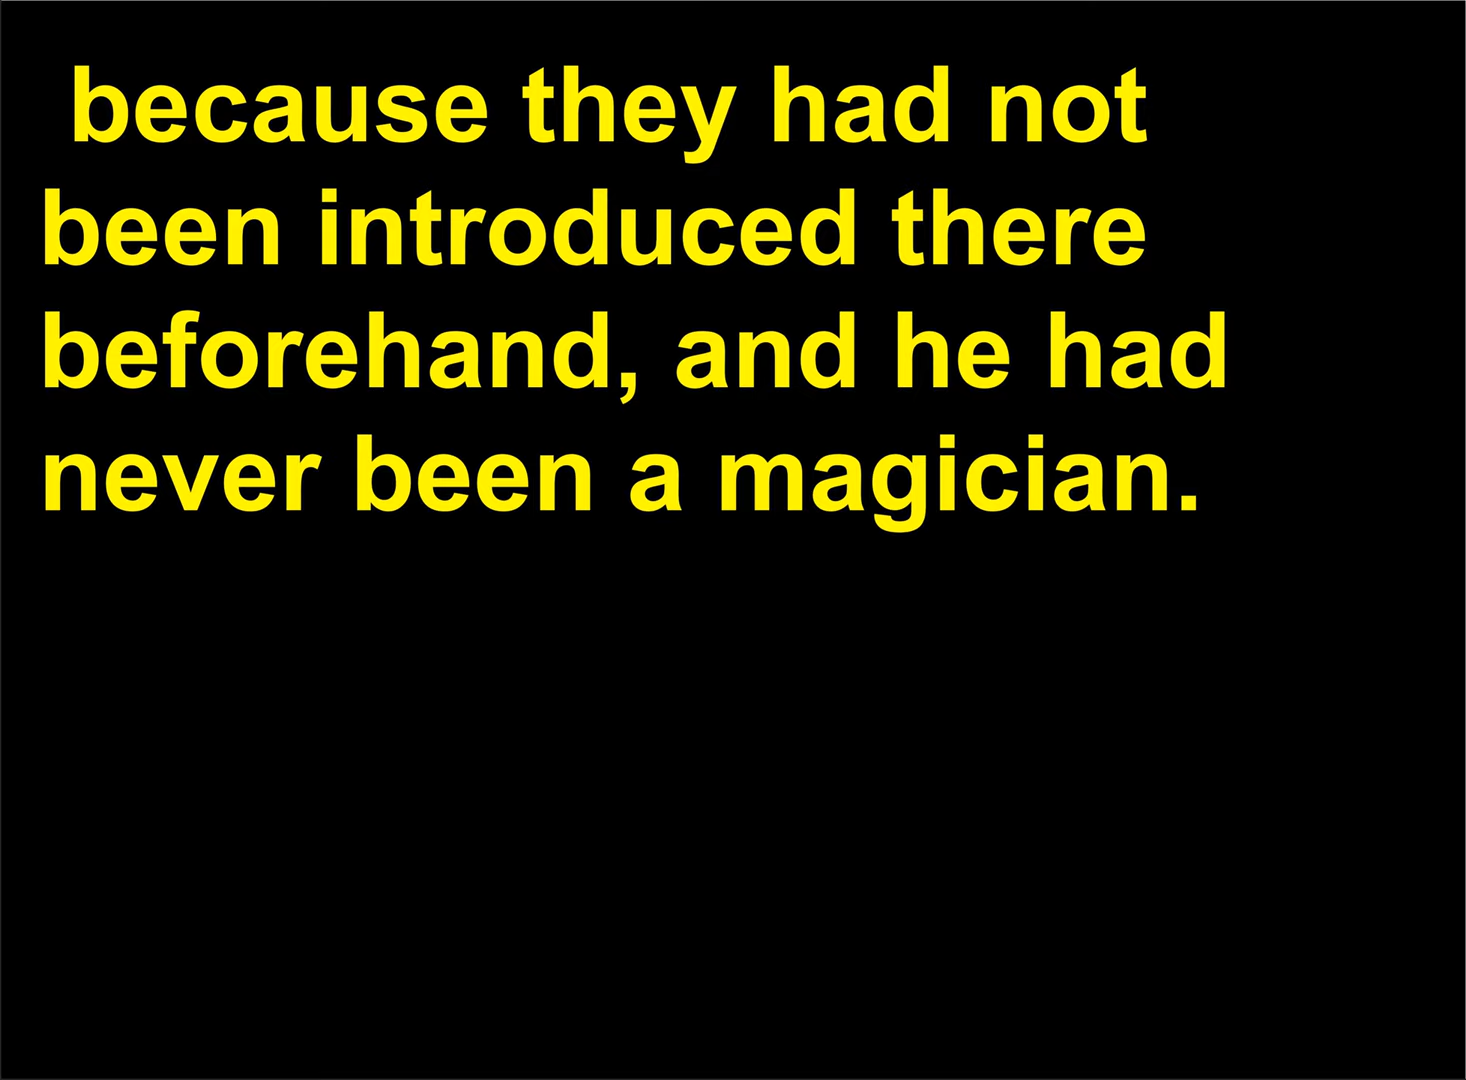 because they had not
been introduced there
beforehand, and he had
never been a magician.